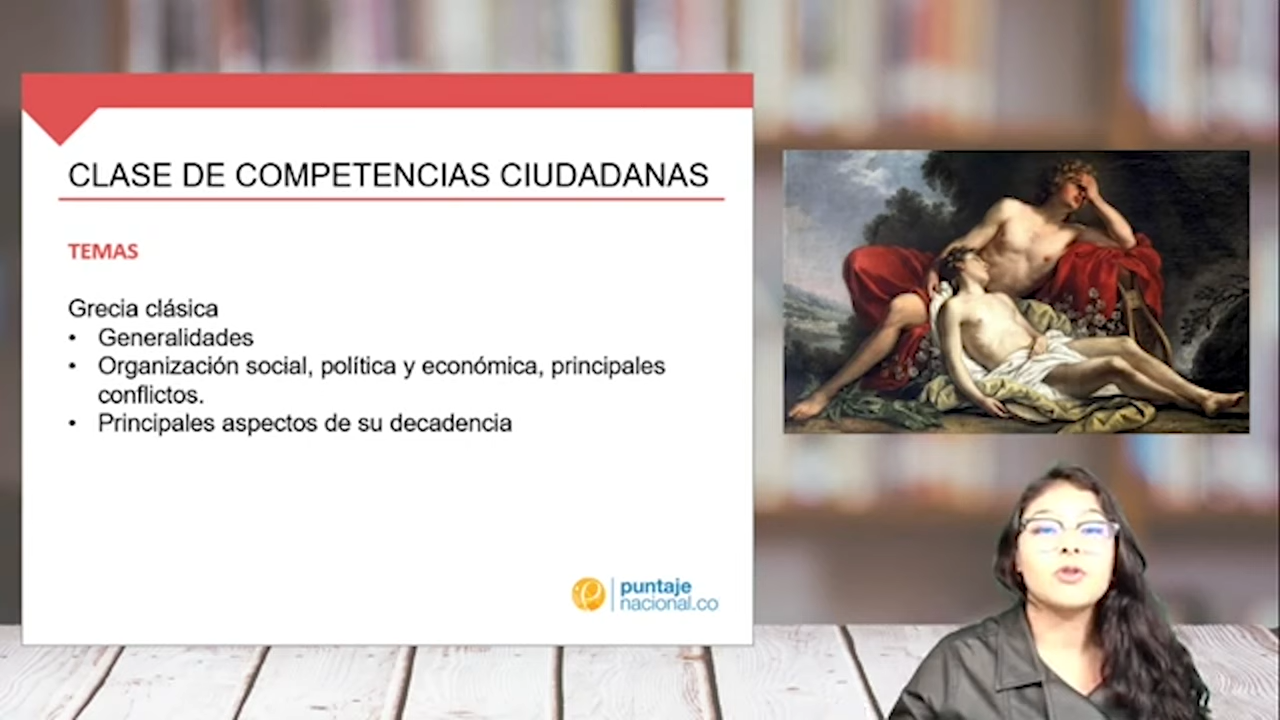 CLASE DE COMPETENCIAS CIUDADANAS
TEMAS
Grecia clásica
• Generalidades
• Organización social, política y económica, principales
conflictos.
• Principales aspectos de su decadencia
puntaje
nacional.co